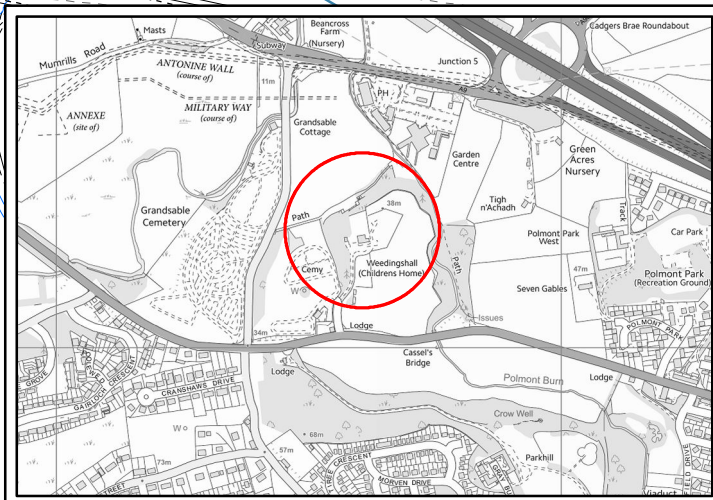 Masts
Beancross
Farm
(Nursery)
Cadgers Brae Roundabout
Mumrills Road
Subway
ANTONINE WALL
(course of)
Junction 5
11m
PH
A9
ANNEXE
(site of)
MILITARY WAY
(course of)
Grandsable
Cottage
Garden
Centre
Green
Acres
Nursery
Grandsable
Cemetery
Path
38m
Tigh
n'Achadh
Track
Polmont Park
West
Car Park
Weedingshall
(Childrens Home)
Cemy
Path
47m
Polmont Park
(Recreation Ground)
W
Seven Gables
Issues
34m
Lodge
POLMONT PARK
Cassel's
Bridge
Lodge
Polmont Burn
Lodge
GROVE
GAIRLOCH CRESCENT
CRANSHAWS DRIVE
Crow Well
W
68m
57m
73m
Parkhill
STREET
CRESCENT
MORVEN DRIVE
Viaduct